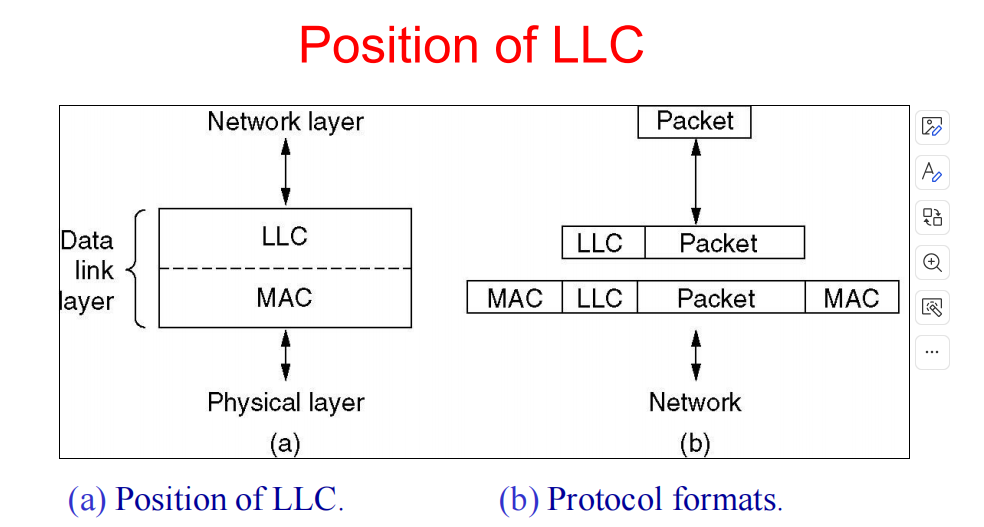 Position of LLC
Network layer
LLC
Data
link
layer
MAC
Physical layer
(a)
Packet
LLC Packet
MAC LLC Packet MAC
Network
(b)
(a) Position of LLC.
(b) Protocol formats.